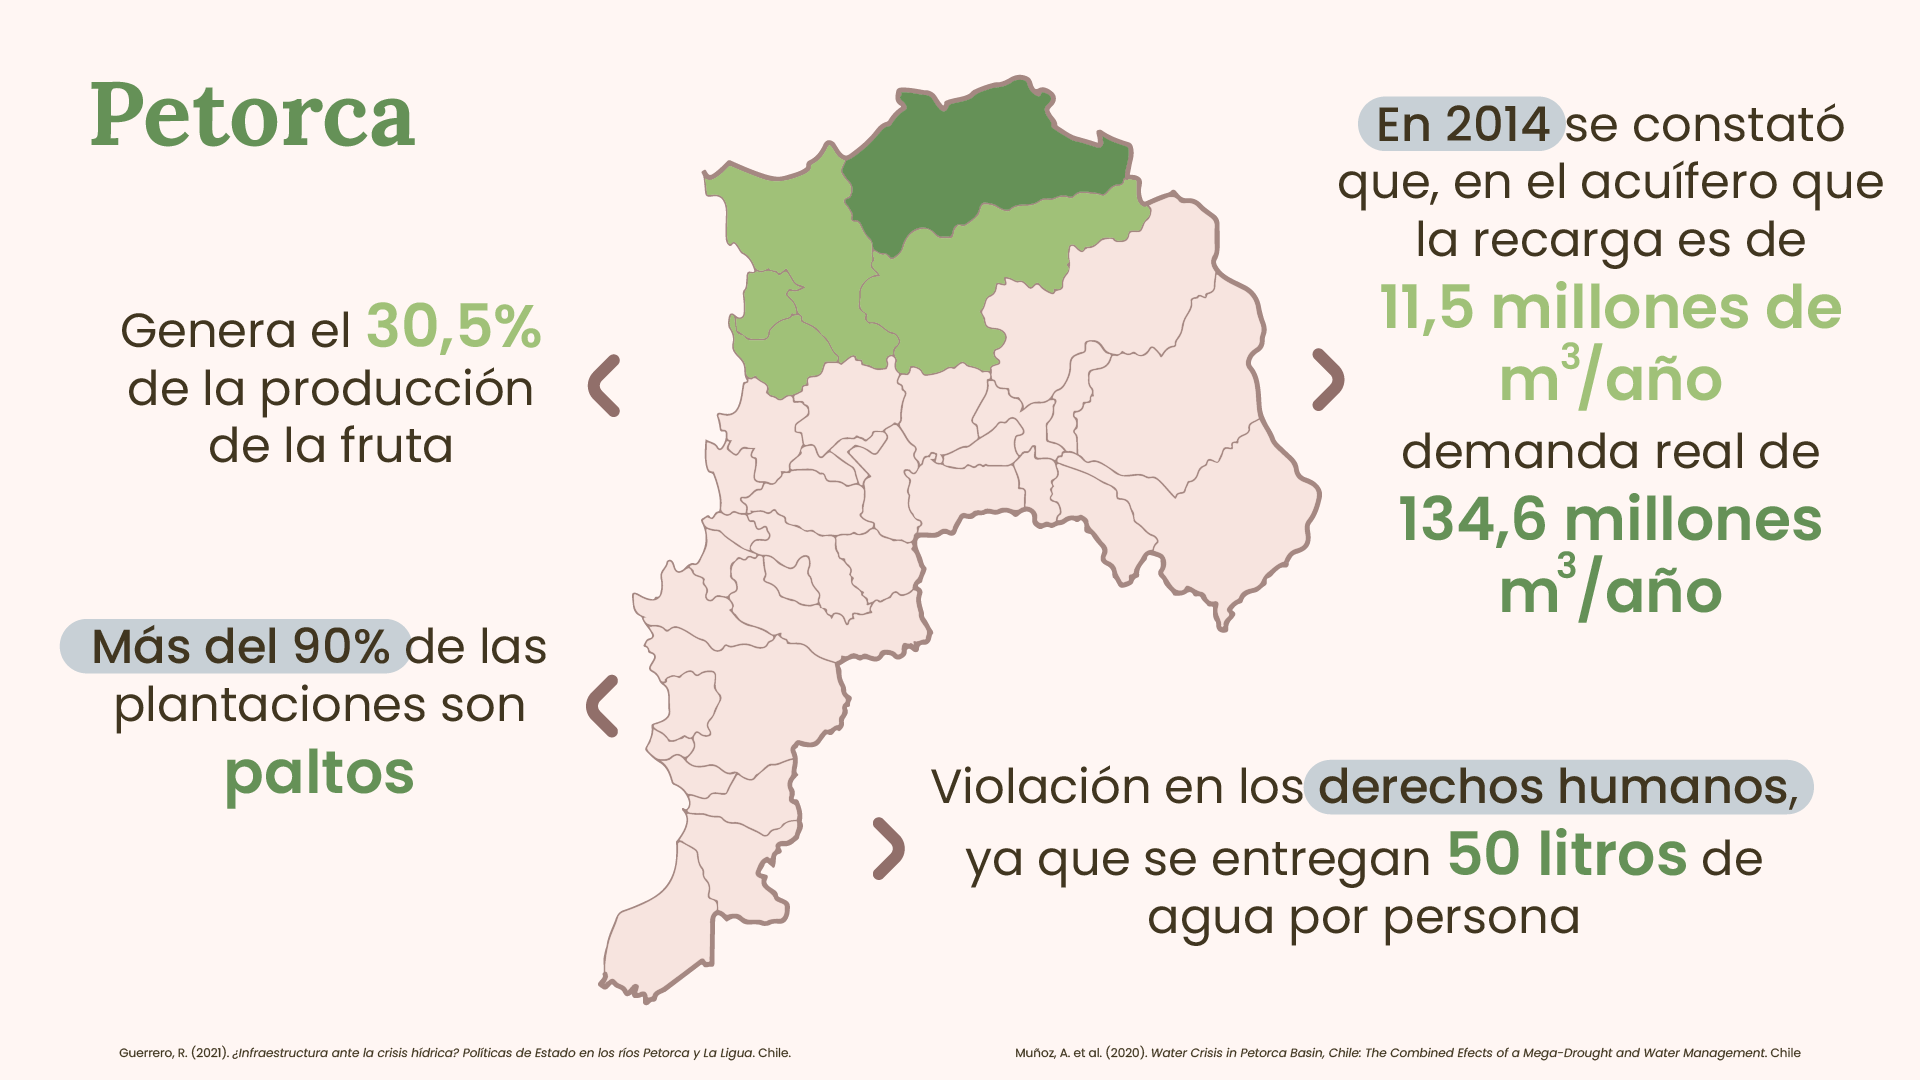 Petorca
Genera el 30,5%
de la producción
de la fruta
Más del 90% de las
plantaciones son
paltos
En 2014 se constató
que, en el acuífero que
la recarga es de
11,5 millones de
m³/año
demanda real de
134,6 millones
m³/año
Violación en los derechos humanos,
ya que se entregan 50 litros de
agua por persona
Guerrero, R. (2021). ¿Infraestructura ante la crisis hídrica? Políticas de Estado en los ríos Petorca y La Ligua. Chile.
Muñoz, A. et al. (2020). Water Crisis in Petorca Basin, Chile: The Combined Efects of a Mega-Drought and Water Management. Chile